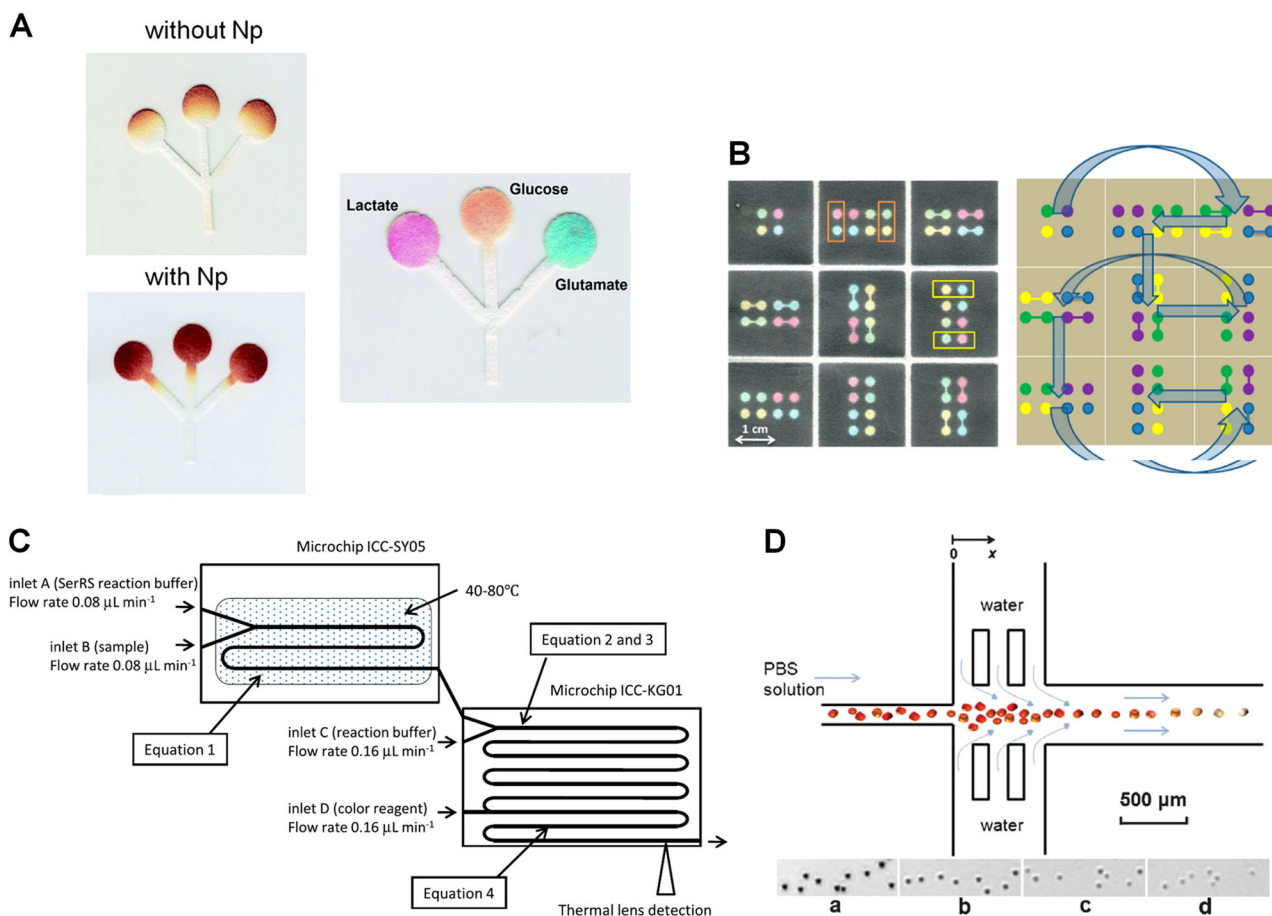 A
without Np
with Np
Lactate
Glucose
Glutamate
B
1 cm
C
Microchip ICC-SY05
inlet A (SerRS reaction buffer)
Flow rate 0.08 µL min⁻¹
40-80℃
inlet B (sample)
Flow rate 0.08 µL min⁻¹
Equation 2 and 3
Microchip ICC-KG01
Equation 1
inlet C (reaction buffer)
Flow rate 0.16 µL min⁻¹
inlet D (color reagent)
Flow rate 0.16 µL min⁻¹
Equation 4
Thermal lens detection
D
0 x
water
PBS
solution
500 µm
water
a b c d